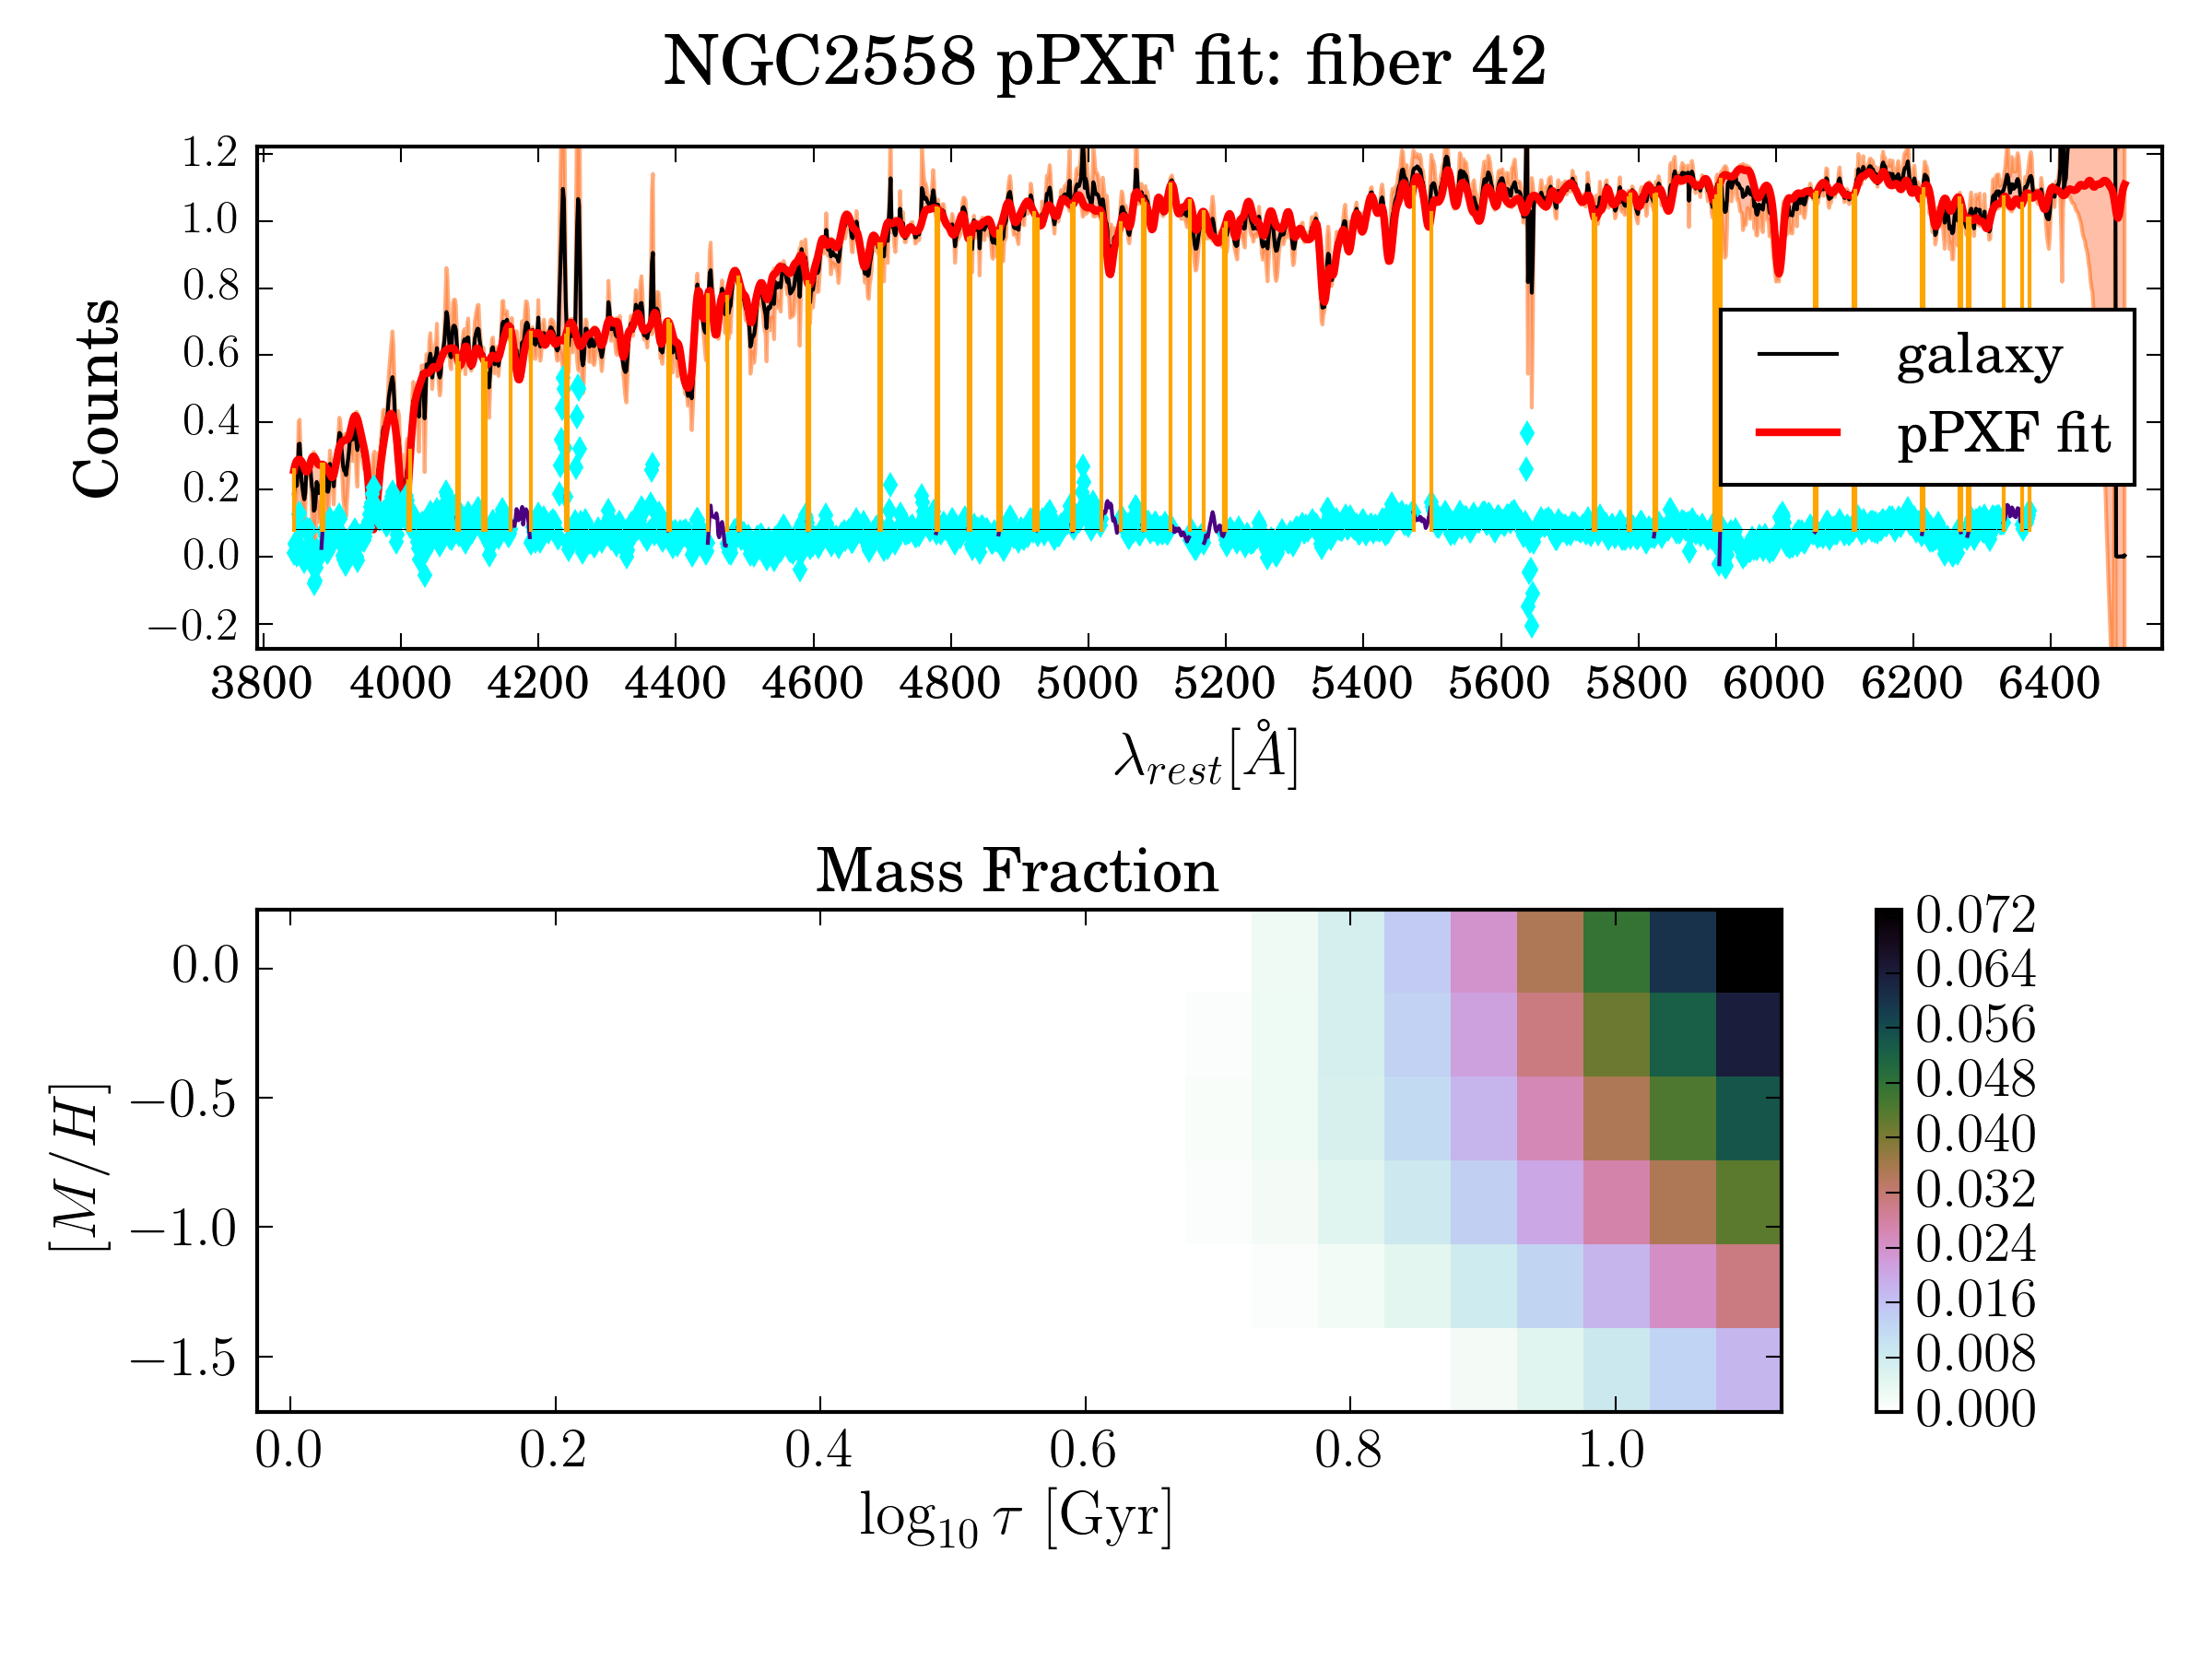 NGC2558 pPXF fit: fiber 42
1.2
1.0
0.8
0.6
0.4
0.2
0.0
−0.2
Counts
galaxy
pPXF fit
3800 4000 4200 4400 4600 4800 5000 5200 5400 5600 5800 6000 6200 6400
λrest[Å]
Mass Fraction
0.0
−0.5
−1.0
−1.5
[M/H]
0.0 0.2 0.4 0.6 0.8 1.0
log10 τ [Gyr]
0.072
0.064
0.056
0.048
0.040
0.032
0.024
0.016
0.008
0.000